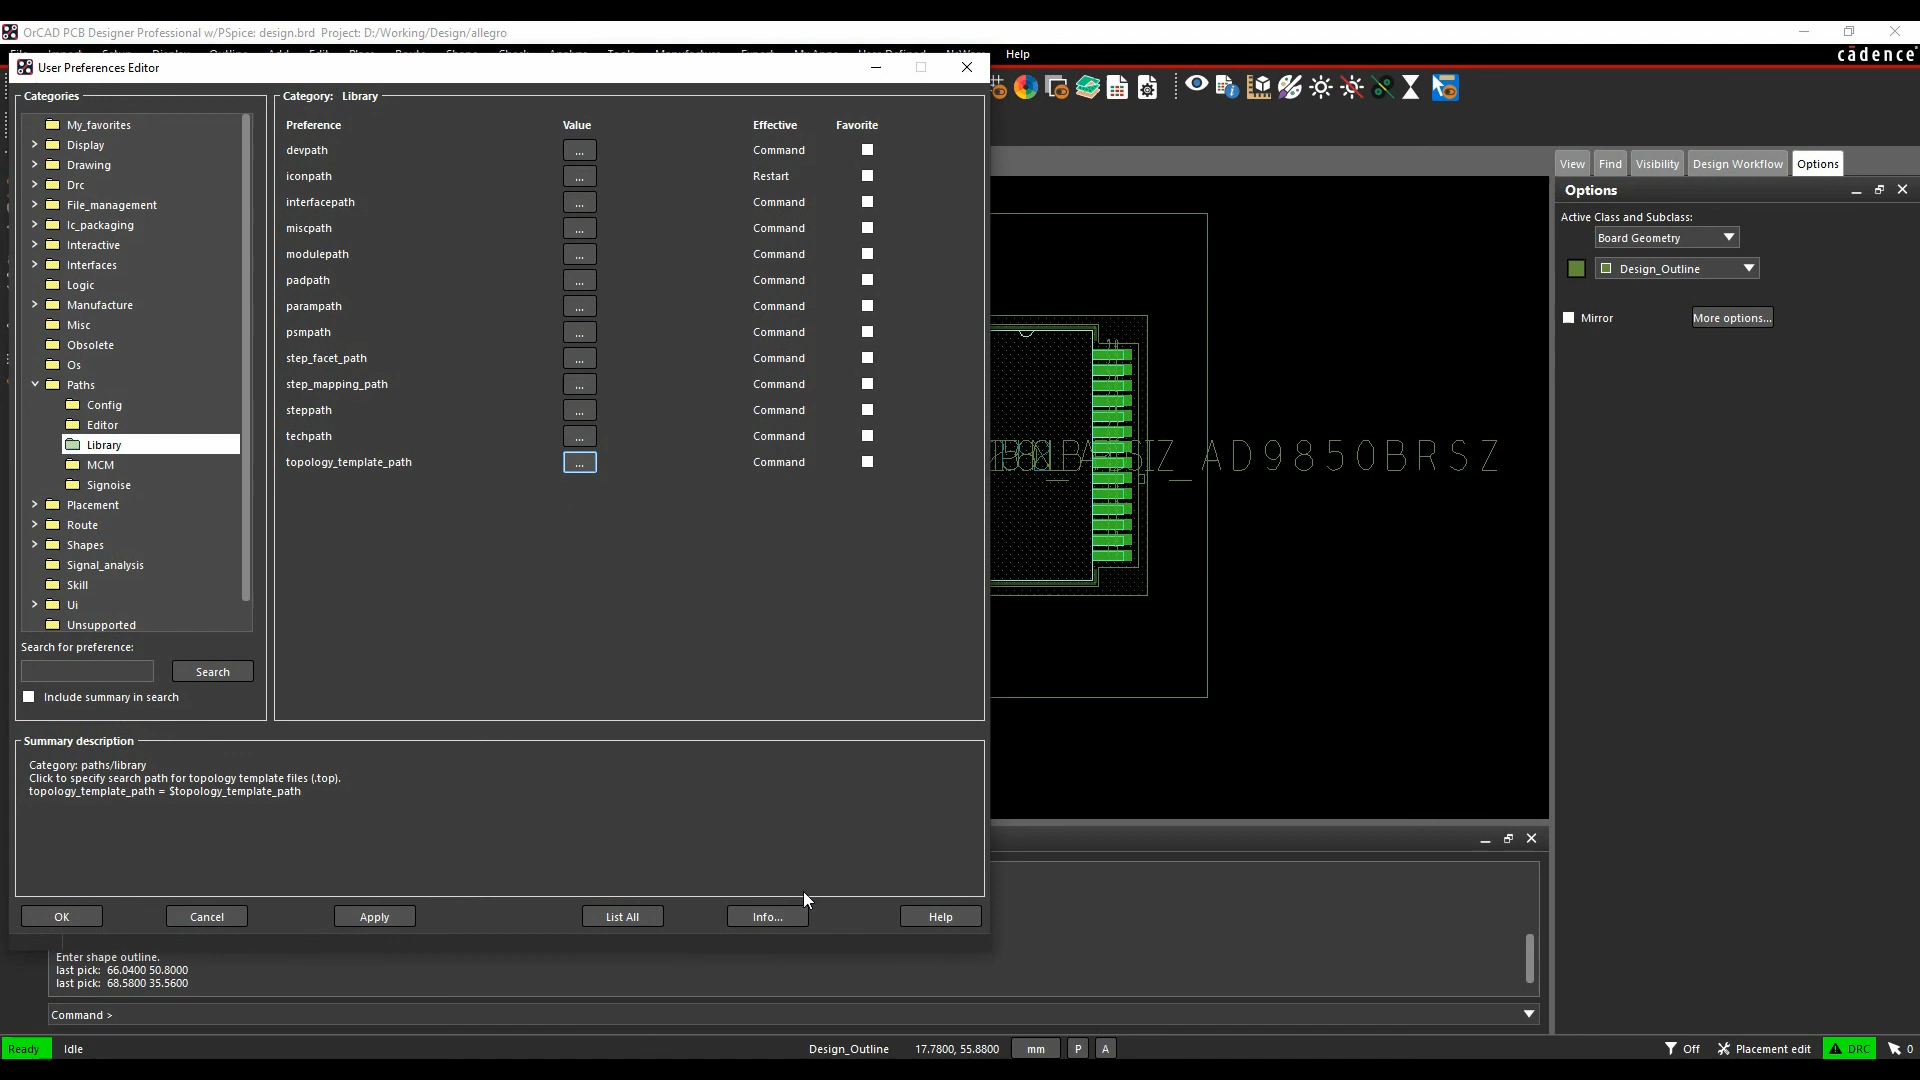 OrCAD PCB Designer Professional w/PSpice: design.brd  Project: D:/Working/Design/allegro
Help
cādence
User Preferences Editor
Categories
My_favorites
Display
Drawing
Drc
File_management
Ic_packaging
Interactive
Interfaces
Logic
Manufacture
Misc
Obsolete
Os
Paths
Config
Editor
Library
MCM
Signoise
Placement
Route
Shapes
Signal_analysis
Skill
Ui
Unsupported
Search for preference:
Search
Include summary in search
Category:   Library
Preference Value Effective Favorite
devpath ... Command
iconpath ... Restart
interfacepath ... Command
miscpath ... Command
modulepath ... Command
padpath ... Command
parampath ... Command
psmpath ... Command
step_facet_path ... Command
step_mapping_path ... Command
steppath ... Command
techpath ... Command
topology_template_path ... Command
Summary description
Category: paths/library
Click to specify search path for topology template files (.top).
topology_template_path = $topology_template_path
OK Cancel Apply List All Info... Help
View Find Visibility Design Workflow Options
Options
Active Class and Subclass:
Board Geometry
Design_Outline
Mirror More options...
IZ_AD9850BRSZ
Enter shape outline.
last pick:  66.0400 50.8000
last pick:  68.5800 35.5600
Command >
Ready Idle Design_Outline 17.7800, 55.8800 mm P A Off Placement edit DRC 0